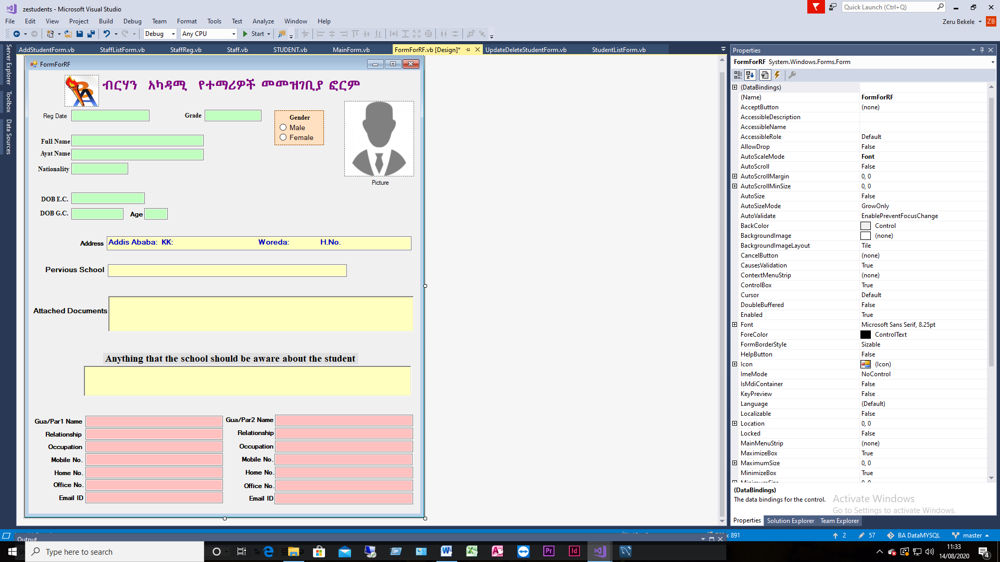 zestudents - Microsoft Visual Studio
Quick Launch (Ctrl+Q)
File Edit View Project Build Debug Team Format Tools Test Analyze Window Help
Zeru Bekele ZB
Debug Any CPU Start
Server Explorer
Toolbox
Data Sources
AddStudentForm.vb StaffListForm.vb StaffReg.vb Staff.vb STUDENT.vb MainForm.vb FormForRF.vb [Design]* UpdateDeleteStudentForm.vb StudentListForm.vb
FormForRF
ብርሃን አካዳሚ የተማሪዎች መመዝገቢያ ፎርም
Reg Date Grade
Gender
Male
Female
Full Name
Ayat Name
Nationality
Picture
DOB E.C.
DOB G.C. Age
Address Addis Ababa: KK: Woreda: H.No.
Pervious School
Attached Documents
Anything that the school should be aware about the student
Gua/Par1 Name Gua/Par2 Name
Relationship Relationship
Occupation Occupation
Mobile No. Mobile No.
Home No. Home No.
Office No. Office No.
Email ID Email ID
Properties
FormForRF System.Windows.Forms.Form
(DataBindings)
(Name) FormForRF
AcceptButton (none)
AccessibleDescription
AccessibleName
AccessibleRole Default
AllowDrop False
AutoScaleMode Font
AutoScroll False
AutoScrollMargin 0, 0
AutoScrollMinSize 0, 0
AutoSize False
AutoSizeMode GrowOnly
AutoValidate EnablePreventFocusChange
BackColor Control
BackgroundImage (none)
BackgroundImageLayout Tile
CancelButton (none)
CausesValidation True
ContextMenuStrip (none)
ControlBox True
Cursor Default
DoubleBuffered False
Enabled True
Font Microsoft Sans Serif, 8.25pt
ForeColor ControlText
FormBorderStyle Sizable
HelpButton False
Icon (Icon)
ImeMode NoControl
IsMdiContainer False
KeyPreview False
Language (Default)
Localizable False
Location 0, 0
Locked False
MainMenuStrip (none)
MaximizeBox True
MaximumSize 0, 0
MinimizeBox True
(DataBindings)
The data bindings for the control.
Activate Windows
Go to Settings to activate Windows.
Properties Solution Explorer Team Explorer
Output
x 891 2 57 BA DataMYSQL master
Type here to search
11:33
14/08/2020
4